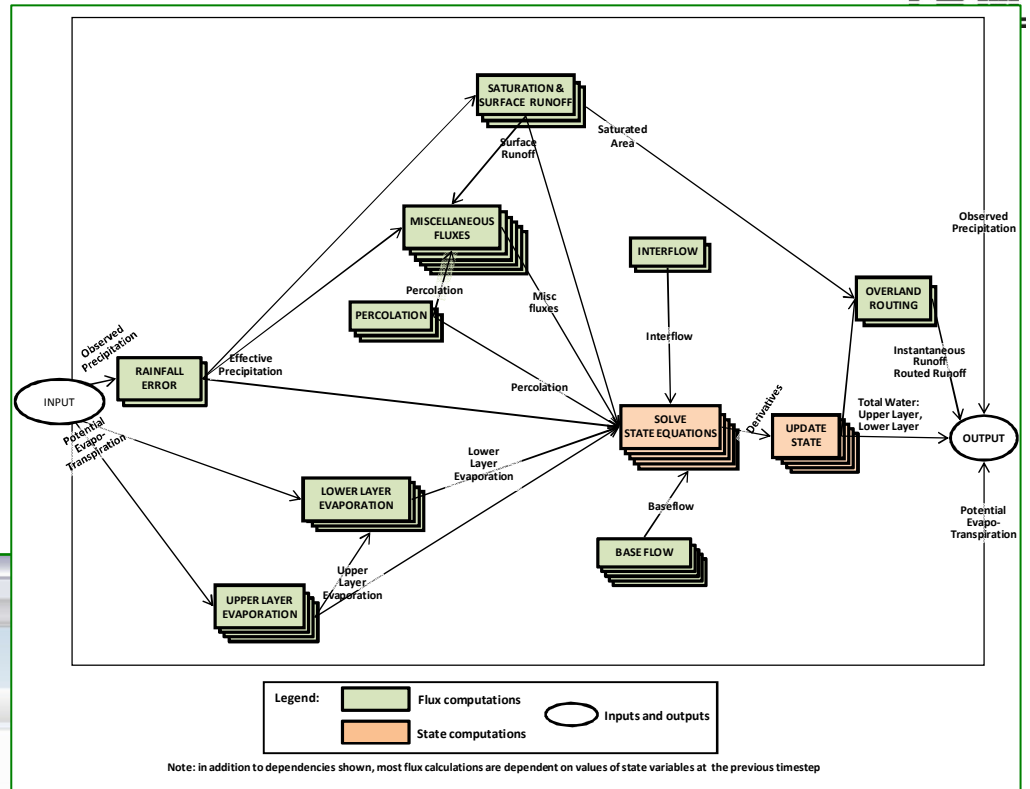 SATURATION &
SURFACE RUNOFF
Saturated
Area
Surface
Runoff
MISCELLANEOUS
FLUXES
Observed
Precipitation
INTERFLOW
OVERLAND
ROUTING
Percolation
Misc
fluxes
PERCOLATION
Observed
Precipitation
Effective
Precipitation
Interflow
Instantaneous
Runoff
Routed Runoff
RAINFALL
ERROR
Percolation
INPUT
Total Water:
Upper Layer,
Lower Layer
SOLVE
STATE EQUATIONS
Derivatives
UPDATE
STATE
OUTPUT
Potential
Evapo-
Transpiration
Lower
Layer
Evaporation
LOWER LAYER
EVAPORATION
Baseflow
Potential
Evapo-
Transpiration
BASE FLOW
Upper
Layer
Evaporation
UPPER LAYER
EVAPORATION
Legend:
Flux computations
Inputs and outputs
State computations
Note: in addition to dependencies shown, most flux calculations are dependent on values of state variables at the previous timestep